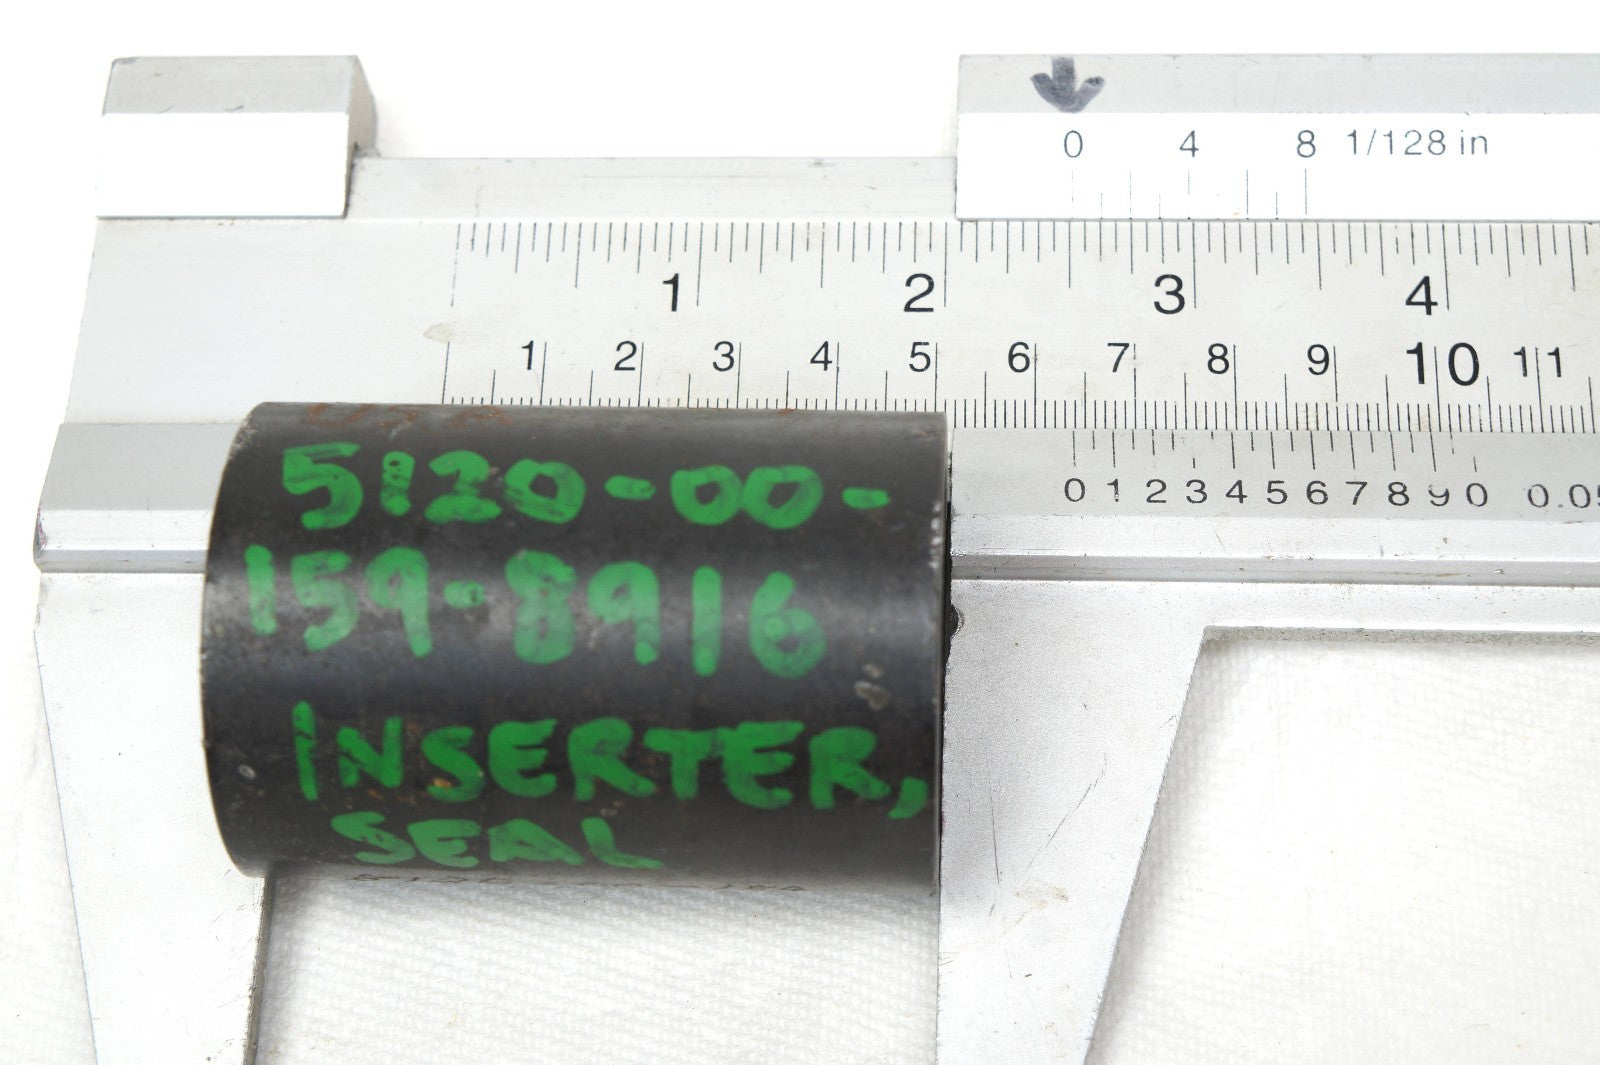 0 4 8 1/128 in
1 2 3 4
1 2 3 4 5 6 7 8 9 10 11
USA
0 1 2 3 4 5 6 7 8 9 0 0.05
5120-00-
159-8916
INSERTER,
SEAL